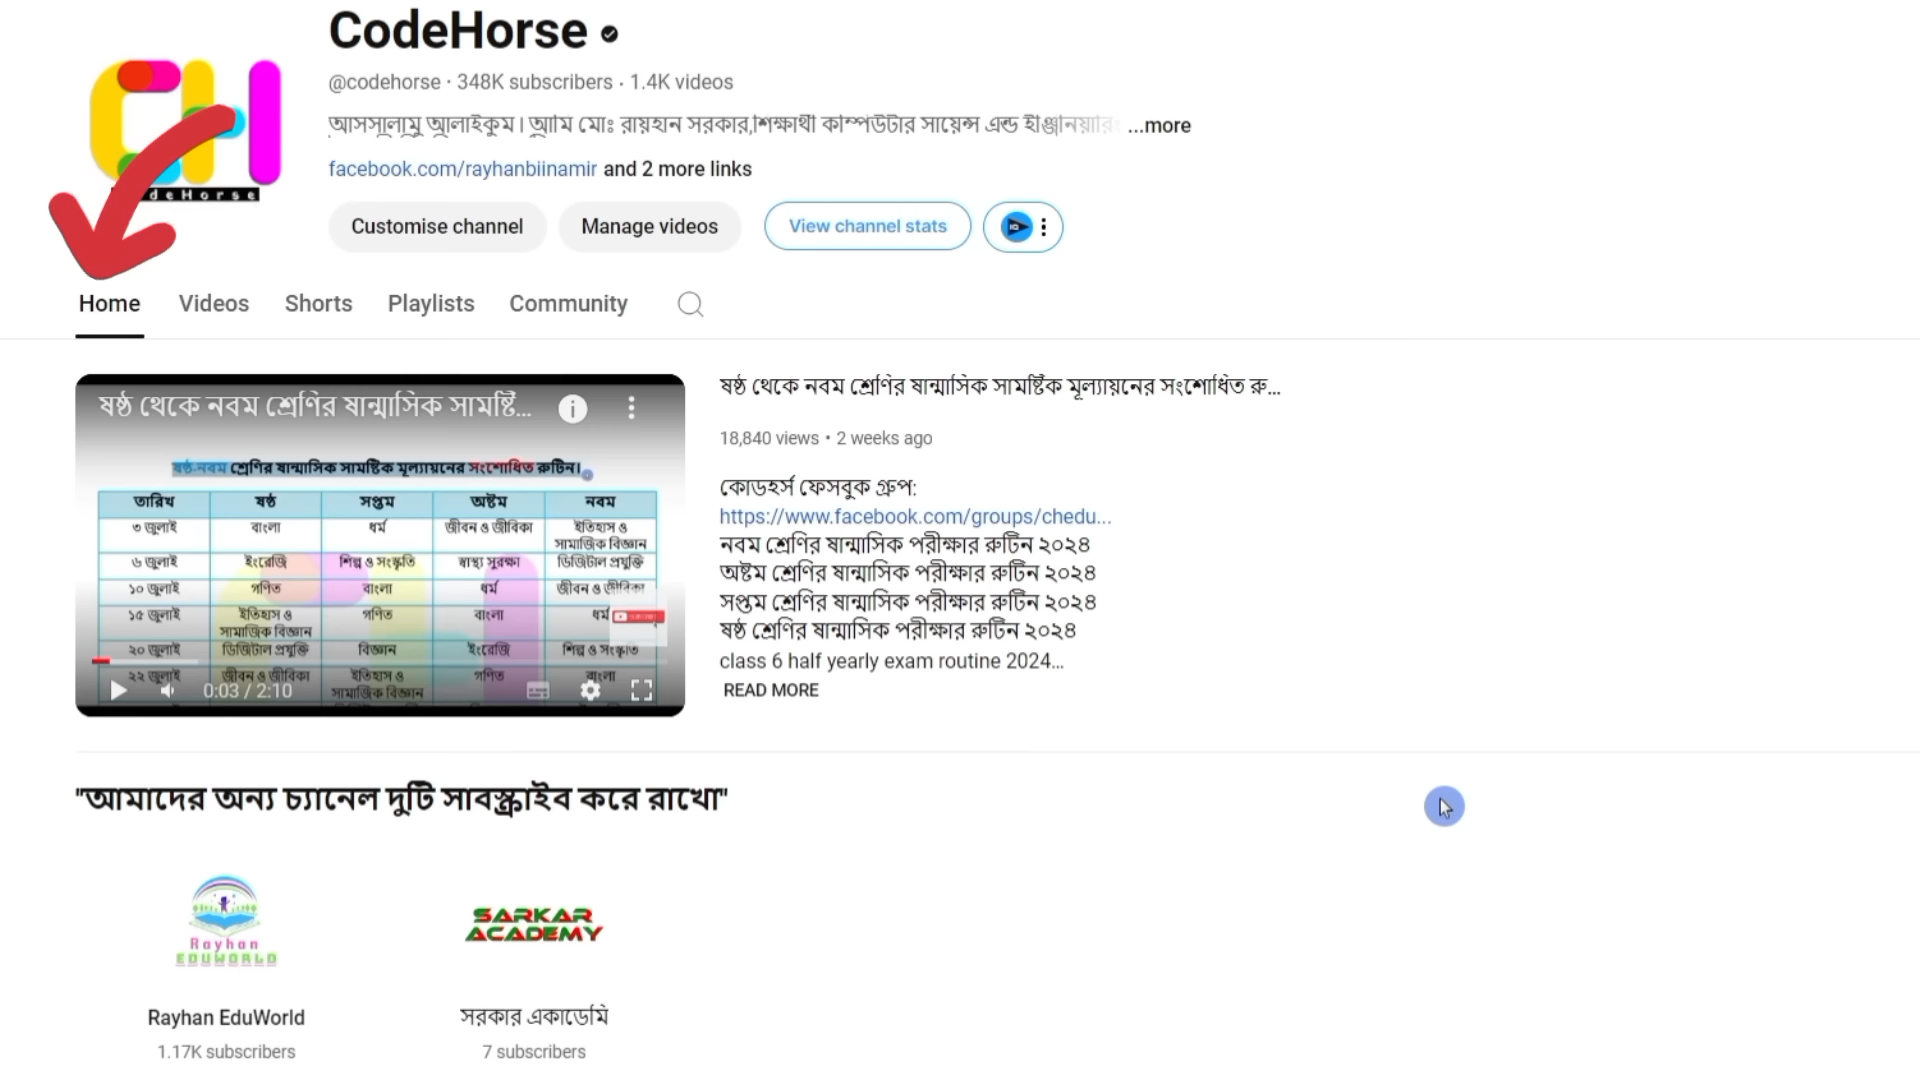 CodeHorse
@codehorse · 348K subscribers · 1.4K videos
আসসালামু আলাইকুম। আমি মোঃ রায়হান সরকার,শিক্ষার্থী কম্পিউটার সায়েন্স এন্ড ইঞ্জিনিয়ারিং ...more
facebook.com/rayhanbiinamir and 2 more links
Customise channel Manage videos View channel stats
Home Videos Shorts Playlists Community
ষষ্ঠ থেকে নবম শ্রেণির ষান্মাসিক সামষ্টি...
ষষ্ঠ-নবম শ্রেণির ষান্মাসিক সামষ্টিক মূল্যায়নের সংশোধিত রুটিন।
তারিখ ষষ্ঠ সপ্তম অষ্টম নবম
৩ জুলাই বাংলা ধর্ম জীবন ও জীবিকা ইতিহাস ও সামাজিক বিজ্ঞান
৬ জুলাই ইংরেজি শিল্প ও সংস্কৃতি স্বাস্থ্য সুরক্ষা ডিজিটাল প্রযুক্তি
১০ জুলাই গণিত বাংলা ধর্ম জীবন ও জীবিকা
১৫ জুলাই ইতিহাস ও সামাজিক বিজ্ঞান গণিত বাংলা ধর্ম
২০ জুলাই ডিজিটাল প্রযুক্তি বিজ্ঞান ইংরেজি শিল্প ও সংস্কৃতি
২২ জুলাই জীবন ও জীবিকা ইতিহাস ও সামাজিক বিজ্ঞান গণিত বাংলা
0:03 / 2:10
ষষ্ঠ থেকে নবম শ্রেণির ষান্মাসিক সামষ্টিক মূল্যায়নের সংশোধিত রু...
18,840 views • 2 weeks ago
কোডহর্স ফেসবুক গ্রুপ:
https://www.facebook.com/groups/chedu...
নবম শ্রেণির ষান্মাসিক পরীক্ষার রুটিন ২০২৪
অষ্টম শ্রেণির ষান্মাসিক পরীক্ষার রুটিন ২০২৪
সপ্তম শ্রেণির ষান্মাসিক পরীক্ষার রুটিন ২০২৪
ষষ্ঠ শ্রেণির ষান্মাসিক পরীক্ষার রুটিন ২০২৪
class 6 half yearly exam routine 2024...
READ MORE
"আমাদের অন্য চ্যানেল দুটি সাবস্ক্রাইব করে রাখো"
Rayhan
EDUWORLD
SARKAR
ACADEMY
Rayhan EduWorld
1.17K subscribers
সরকার একাডেমি
7 subscribers